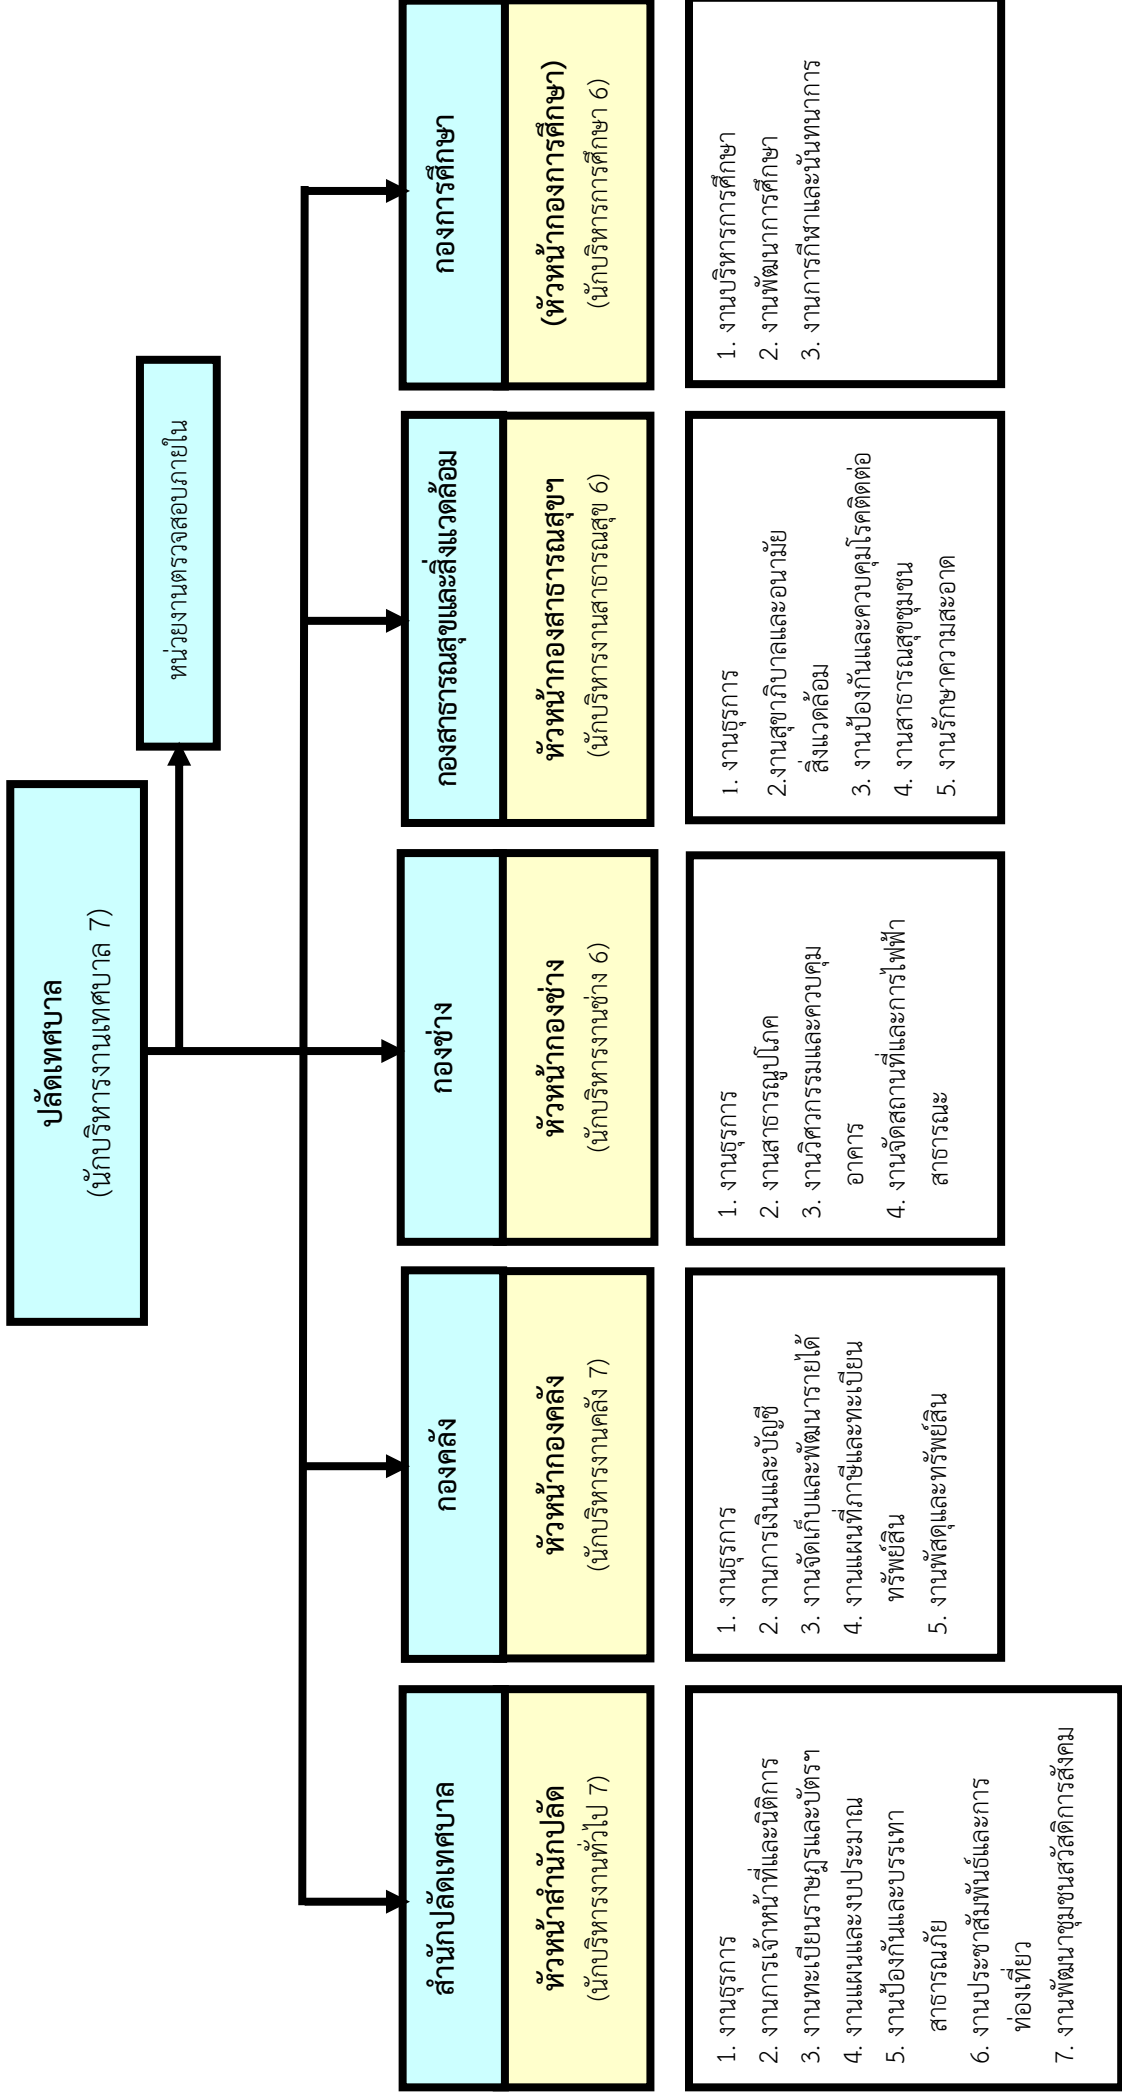 ปลัดเทศบาล
(นักบริหารงานเทศบาล 7)
หน่วยงานตรวจสอบภายใน
สำนักปลัดเทศบาล
หัวหน้าสำนักปลัด
(นักบริหารงานทั่วไป 7)
1. งานธุรการ
2. งานการเจ้าหน้าที่และนิติการ
3. งานทะเบียนราษฎรและบัตรฯ
4. งานแผนและงบประมาณ
5. งานป้องกันและบรรเทา
สาธารณภัย
6. งานประชาสัมพันธ์และการ
ท่องเที่ยว
7. งานพัฒนาชุมชนสวัสดิการสังคม
กองคลัง
หัวหน้ากองคลัง
(นักบริหารงานคลัง 7)
1. งานธุรการ
2. งานการเงินและบัญชี
3. งานจัดเก็บและพัฒนารายได้
4. งานแผนที่ภาษีและทะเบียน
ทรัพย์สิน
5. งานพัสดุและทรัพย์สิน
กองช่าง
หัวหน้ากองช่าง
(นักบริหารงานช่าง 6)
1. งานธุรการ
2. งานสาธารณูปโภค
3. งานวิศวกรรมและควบคุม
อาคาร
4. งานจัดสถานที่และการไฟฟ้า
สาธารณะ
กองสาธารณสุขและสิ่งแวดล้อม
หัวหน้ากองสาธารณสุขฯ
(นักบริหารงานสาธารณสุข 6)
1. งานธุรการ
2.งานสุขาภิบาลและอนามัย
สิ่งแวดล้อม
3. งานป้องกันและควบคุมโรคติดต่อ
4. งานสาธารณสุขชุมชน
5. งานรักษาความสะอาด
กองการศึกษา
(หัวหน้ากองการศึกษา)
(นักบริหารการศึกษา 6)
1. งานบริหารการศึกษา
2. งานพัฒนาการศึกษา
3. งานการกีฬาและนันทนาการ